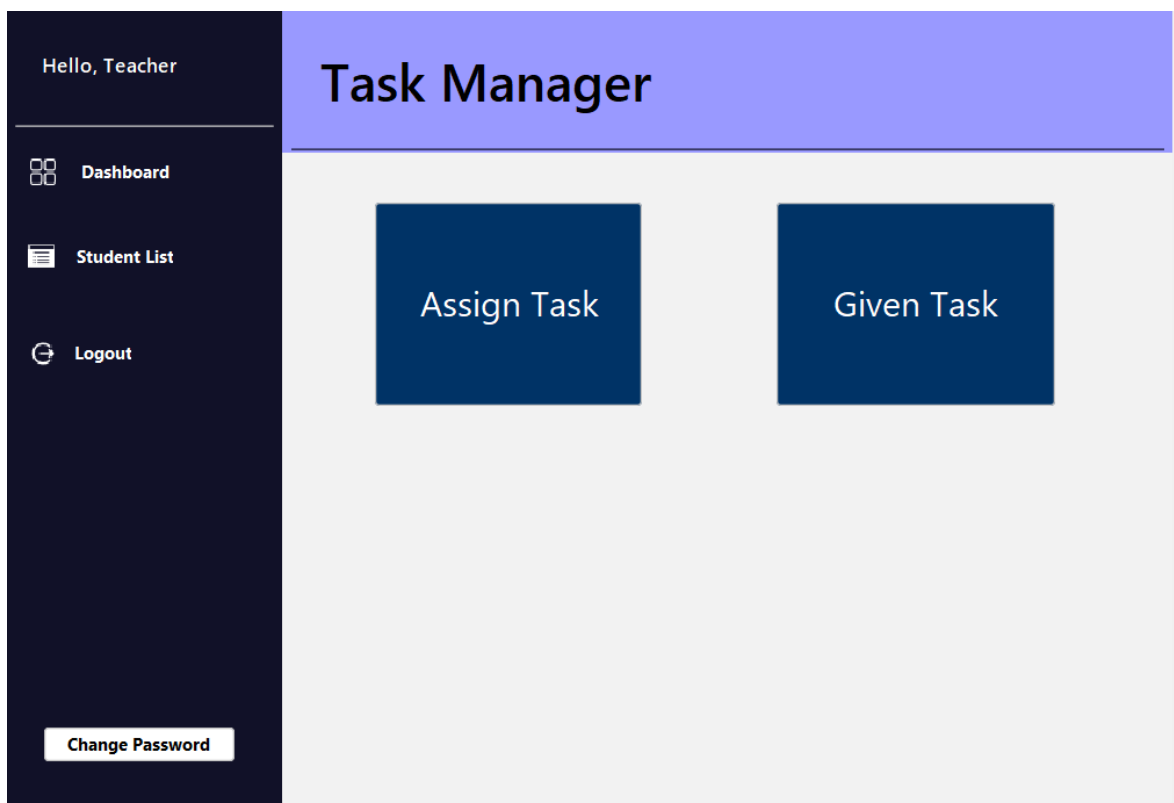 Hello, Teacher
Dashboard
Student List
Logout
Change Password
Task Manager
Assign Task
Given Task